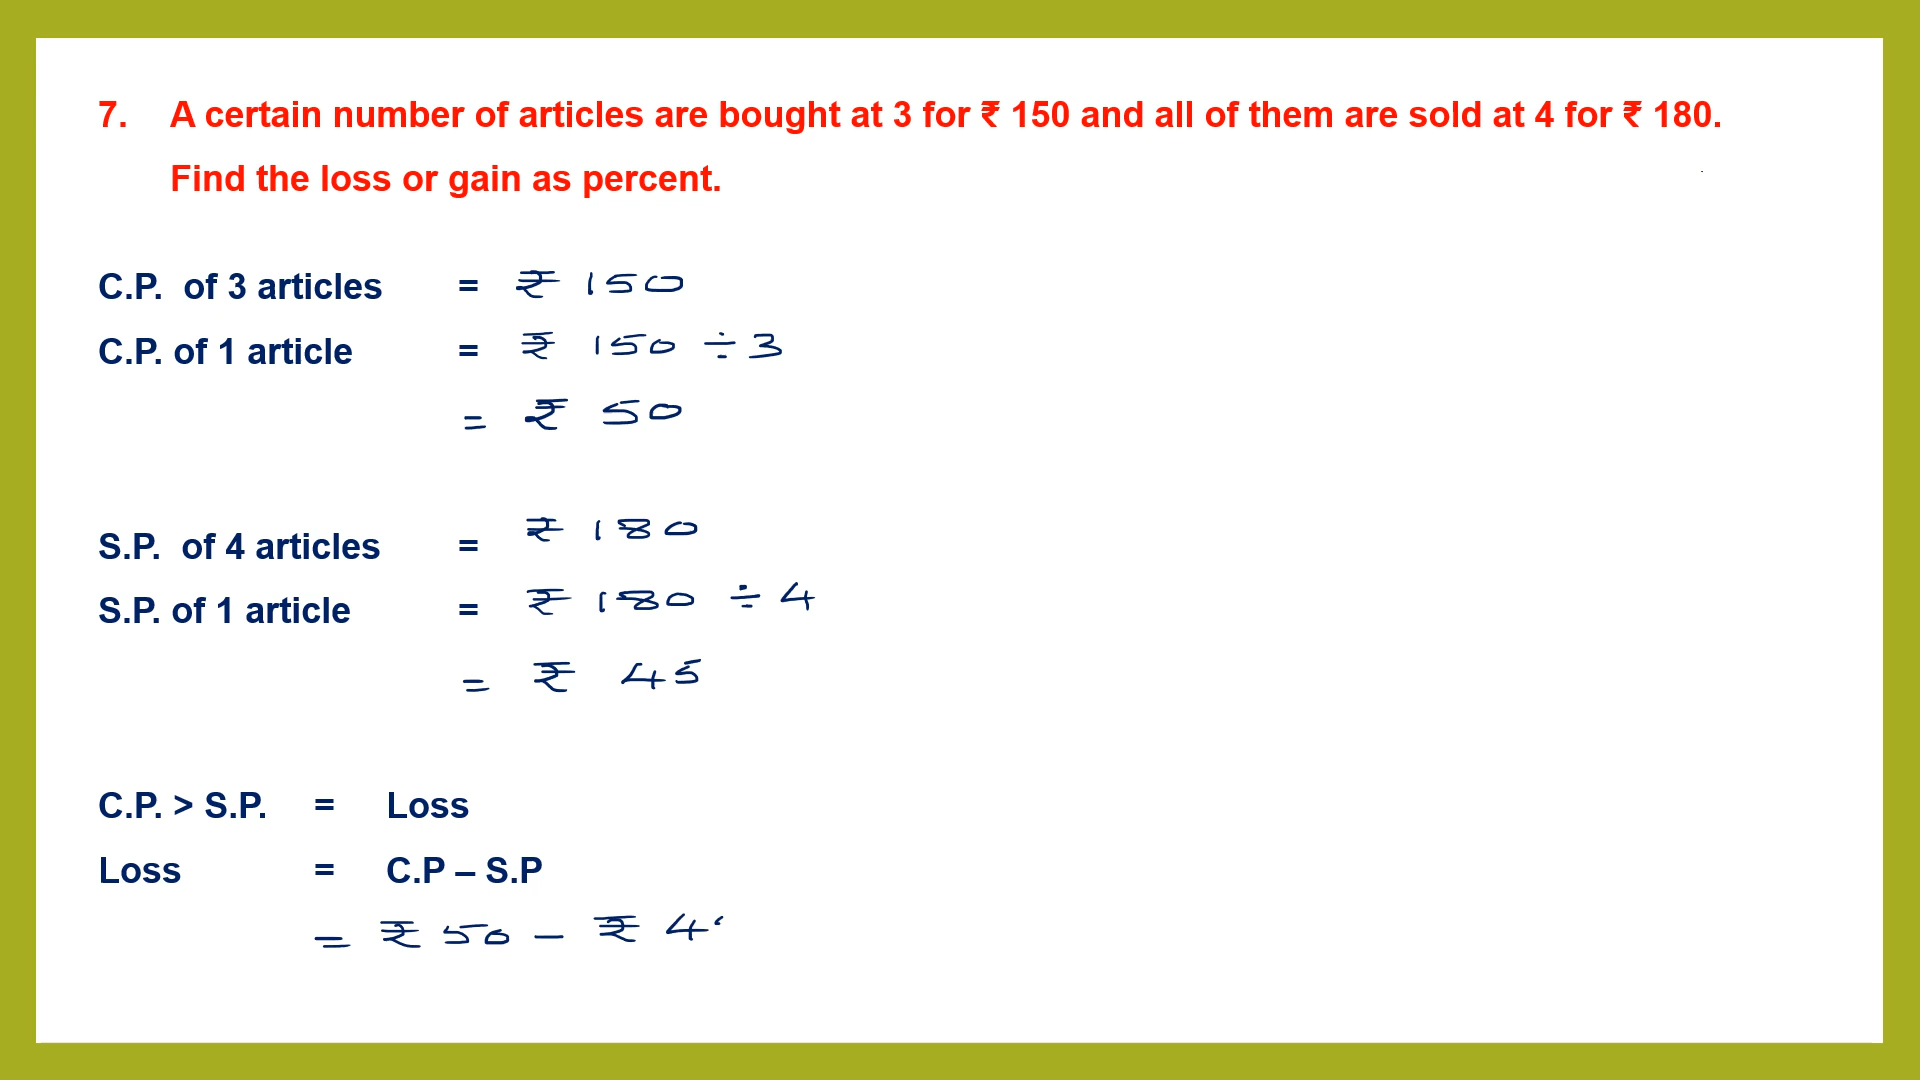 7. A certain number of articles are bought at 3 for ₹ 150 and all of them are sold at 4 for ₹ 180.
Find the loss or gain as percent.
C.P. of 3 articles = ₹ 150
C.P. of 1 article = ₹ 150 ÷ 3
= ₹ 50
S.P. of 4 articles = ₹ 180
S.P. of 1 article = ₹ 180 ÷ 4
= ₹ 45
C.P. > S.P. = Loss
Loss = C.P – S.P
= ₹ 50 – ₹ 4